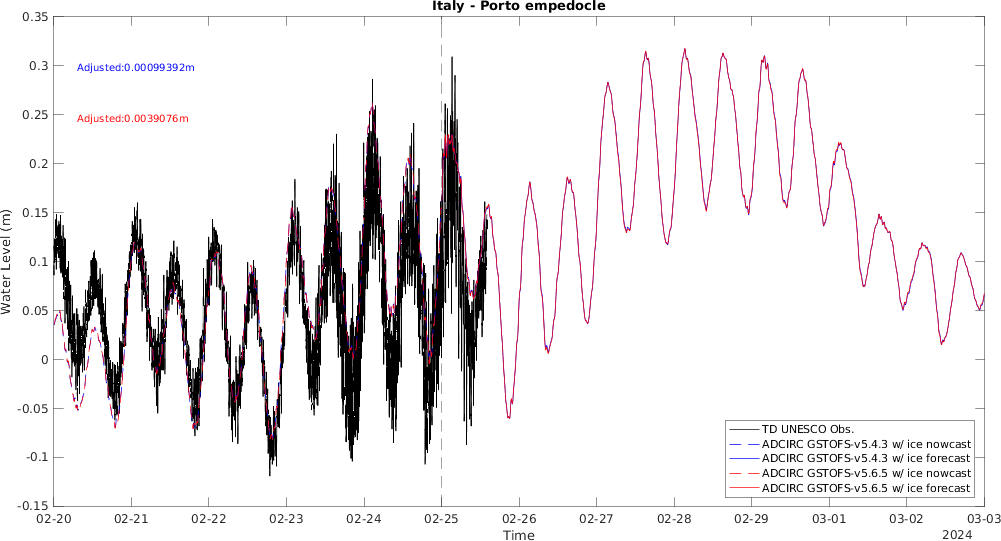 Italy - Porto empedocle
0.35
0.3
0.25
0.2
0.15
0.1
0.05
0
-0.05
-0.1
-0.15
Water Level (m)
Adjusted:0.00099392m
Adjusted:0.0039076m
TD UNESCO Obs.
ADCIRC GSTOFS-v5.4.3 w/ ice nowcast
ADCIRC GSTOFS-v5.4.3 w/ ice forecast
ADCIRC GSTOFS-v5.6.5 w/ ice nowcast
ADCIRC GSTOFS-v5.6.5 w/ ice forecast
02-20 02-21 02-22 02-23 02-24 02-25 02-26 02-27 02-28 02-29 03-01 03-02 03-03
Time
2024